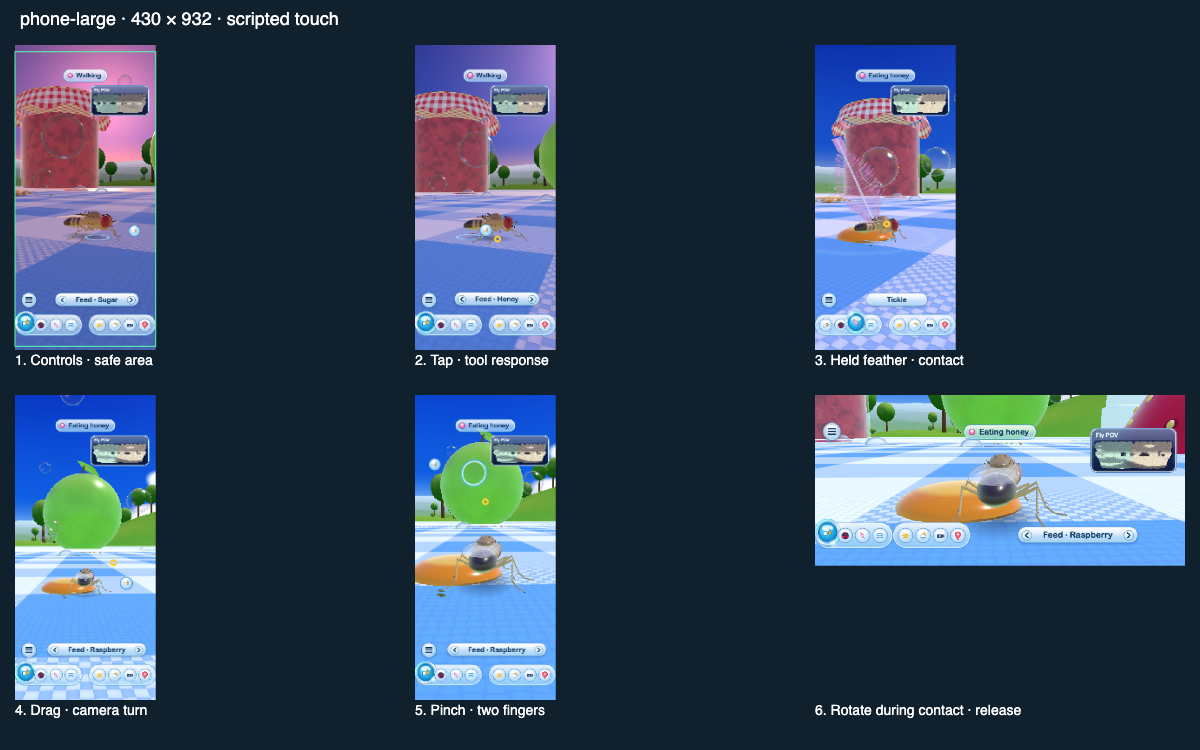 phone-large · 430 × 932 · scripted touch
Walking
Fly POV
Feed · Sugar
1. Controls · safe area
Walking
Fly POV
Feed · Honey
2. Tap · tool response
Eating honey
Fly POV
Tickle
3. Held feather · contact
Eating honey
Fly POV
Feed · Raspberry
4. Drag · camera turn
Eating honey
Fly POV
Feed · Raspberry
5. Pinch · two fingers
Eating honey
Fly POV
Feed · Raspberry
6. Rotate during contact · release